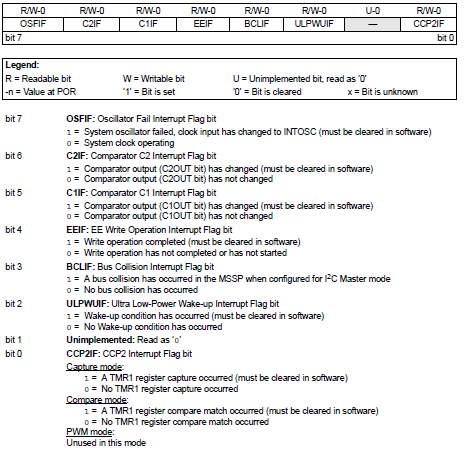 R/W-0 R/W-0 R/W-0 R/W-0 R/W-0 R/W-0 U-0 R/W-0
OSFIF C2IF C1IF EEIF BCLIF ULPWUIF — CCP2IF
bit 7 bit 0
Legend:
R = Readable bit W = Writable bit U = Unimplemented bit, read as '0'
-n = Value at POR '1' = Bit is set '0' = Bit is cleared x = Bit is unknown
bit 7 OSFIF: Oscillator Fail Interrupt Flag bit
1 = System oscillator failed, clock input has changed to INTOSC (must be cleared in software)
0 = System clock operating
bit 6 C2IF: Comparator C2 Interrupt Flag bit
1 = Comparator output (C2OUT bit) has changed (must be cleared in software)
0 = Comparator output (C2OUT bit) has not changed
bit 5 C1IF: Comparator C1 Interrupt Flag bit
1 = Comparator output (C1OUT bit) has changed (must be cleared in software)
0 = Comparator output (C1OUT bit) has not changed
bit 4 EEIF: EE Write Operation Interrupt Flag bit
1 = Write operation completed (must be cleared in software)
0 = Write operation has not completed or has not started
bit 3 BCLIF: Bus Collision Interrupt Flag bit
1 = A bus collision has occurred in the MSSP when configured for I²C Master mode
0 = No bus collision has occurred
bit 2 ULPWUIF: Ultra Low-Power Wake-up Interrupt Flag bit
1 = Wake-up condition has occurred (must be cleared in software)
0 = No Wake-up condition has occurred
bit 1 Unimplemented: Read as '0'
bit 0 CCP2IF: CCP2 Interrupt Flag bit
Capture mode:
1 = A TMR1 register capture occurred (must be cleared in software)
0 = No TMR1 register capture occurred
Compare mode:
1 = A TMR1 register compare match occurred (must be cleared in software)
0 = No TMR1 register compare match occurred
PWM mode:
Unused in this mode